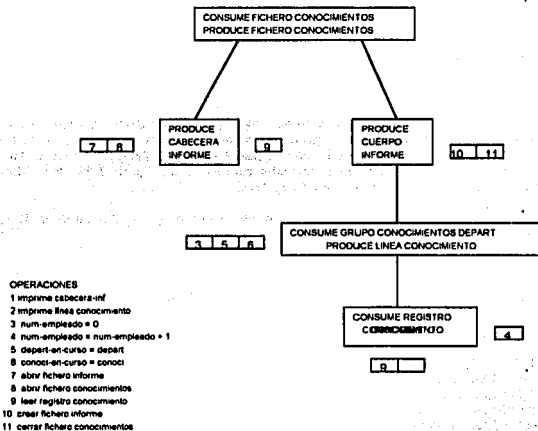 CONSUME FICHERO CONOCIMIENTOS
PRODUCE FICHERO CONOCIMIENTOS
PRODUCE
CABECERA
INFORME
7 8
9
PRODUCE
CUERPO
INFORME
10 11
CONSUME GRUPO CONOCIMIENTOS DEPART
PRODUCE LINEA CONOCIMIENTO
3 5 6
CONSUME REGISTRO
4
9
OPERACIONES
1 imprime cabecera-inf
2 imprime línea conocimiento
3 num-empleado = 0
4 num-empleado = num-empleado + 1
5 depart-en-curso = depart
6 conoci-en-curso = conoci
7 abrir fichero informe
8 abrir fichero conocimientos
9 leer registro conocimiento
10 crear fichero informe
11 cerrar fichero conocimientos